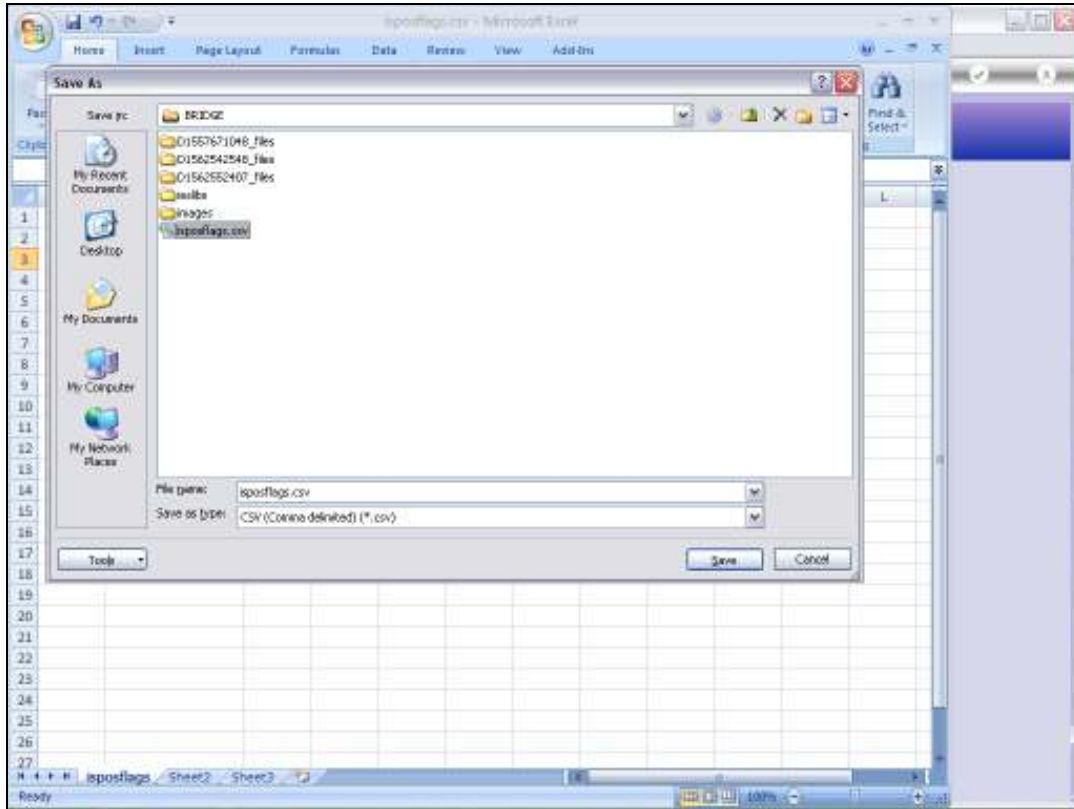 isposflags.csv - Microsoft Excel
Home Insert Page Layout Formulas Data Review View Add-Ins
Save As
Save in: BRIDGE
Find & Select
D1557671048_files
D1562542548_files
D1562552407_files
images
isposflags.csv
My Recent Documents
Desktop
My Documents
My Computer
My Network Places
File name: isposflags.csv
Save as type: CSV (Comma delimited) (*.csv)
Tools Save Cancel
L
1
2
3
4
5
6
7
8
9
10
11
12
13
14
15
16
17
18
19
20
21
22
23
24
25
26
27
isposflags Sheet2 Sheet3
Ready 100%